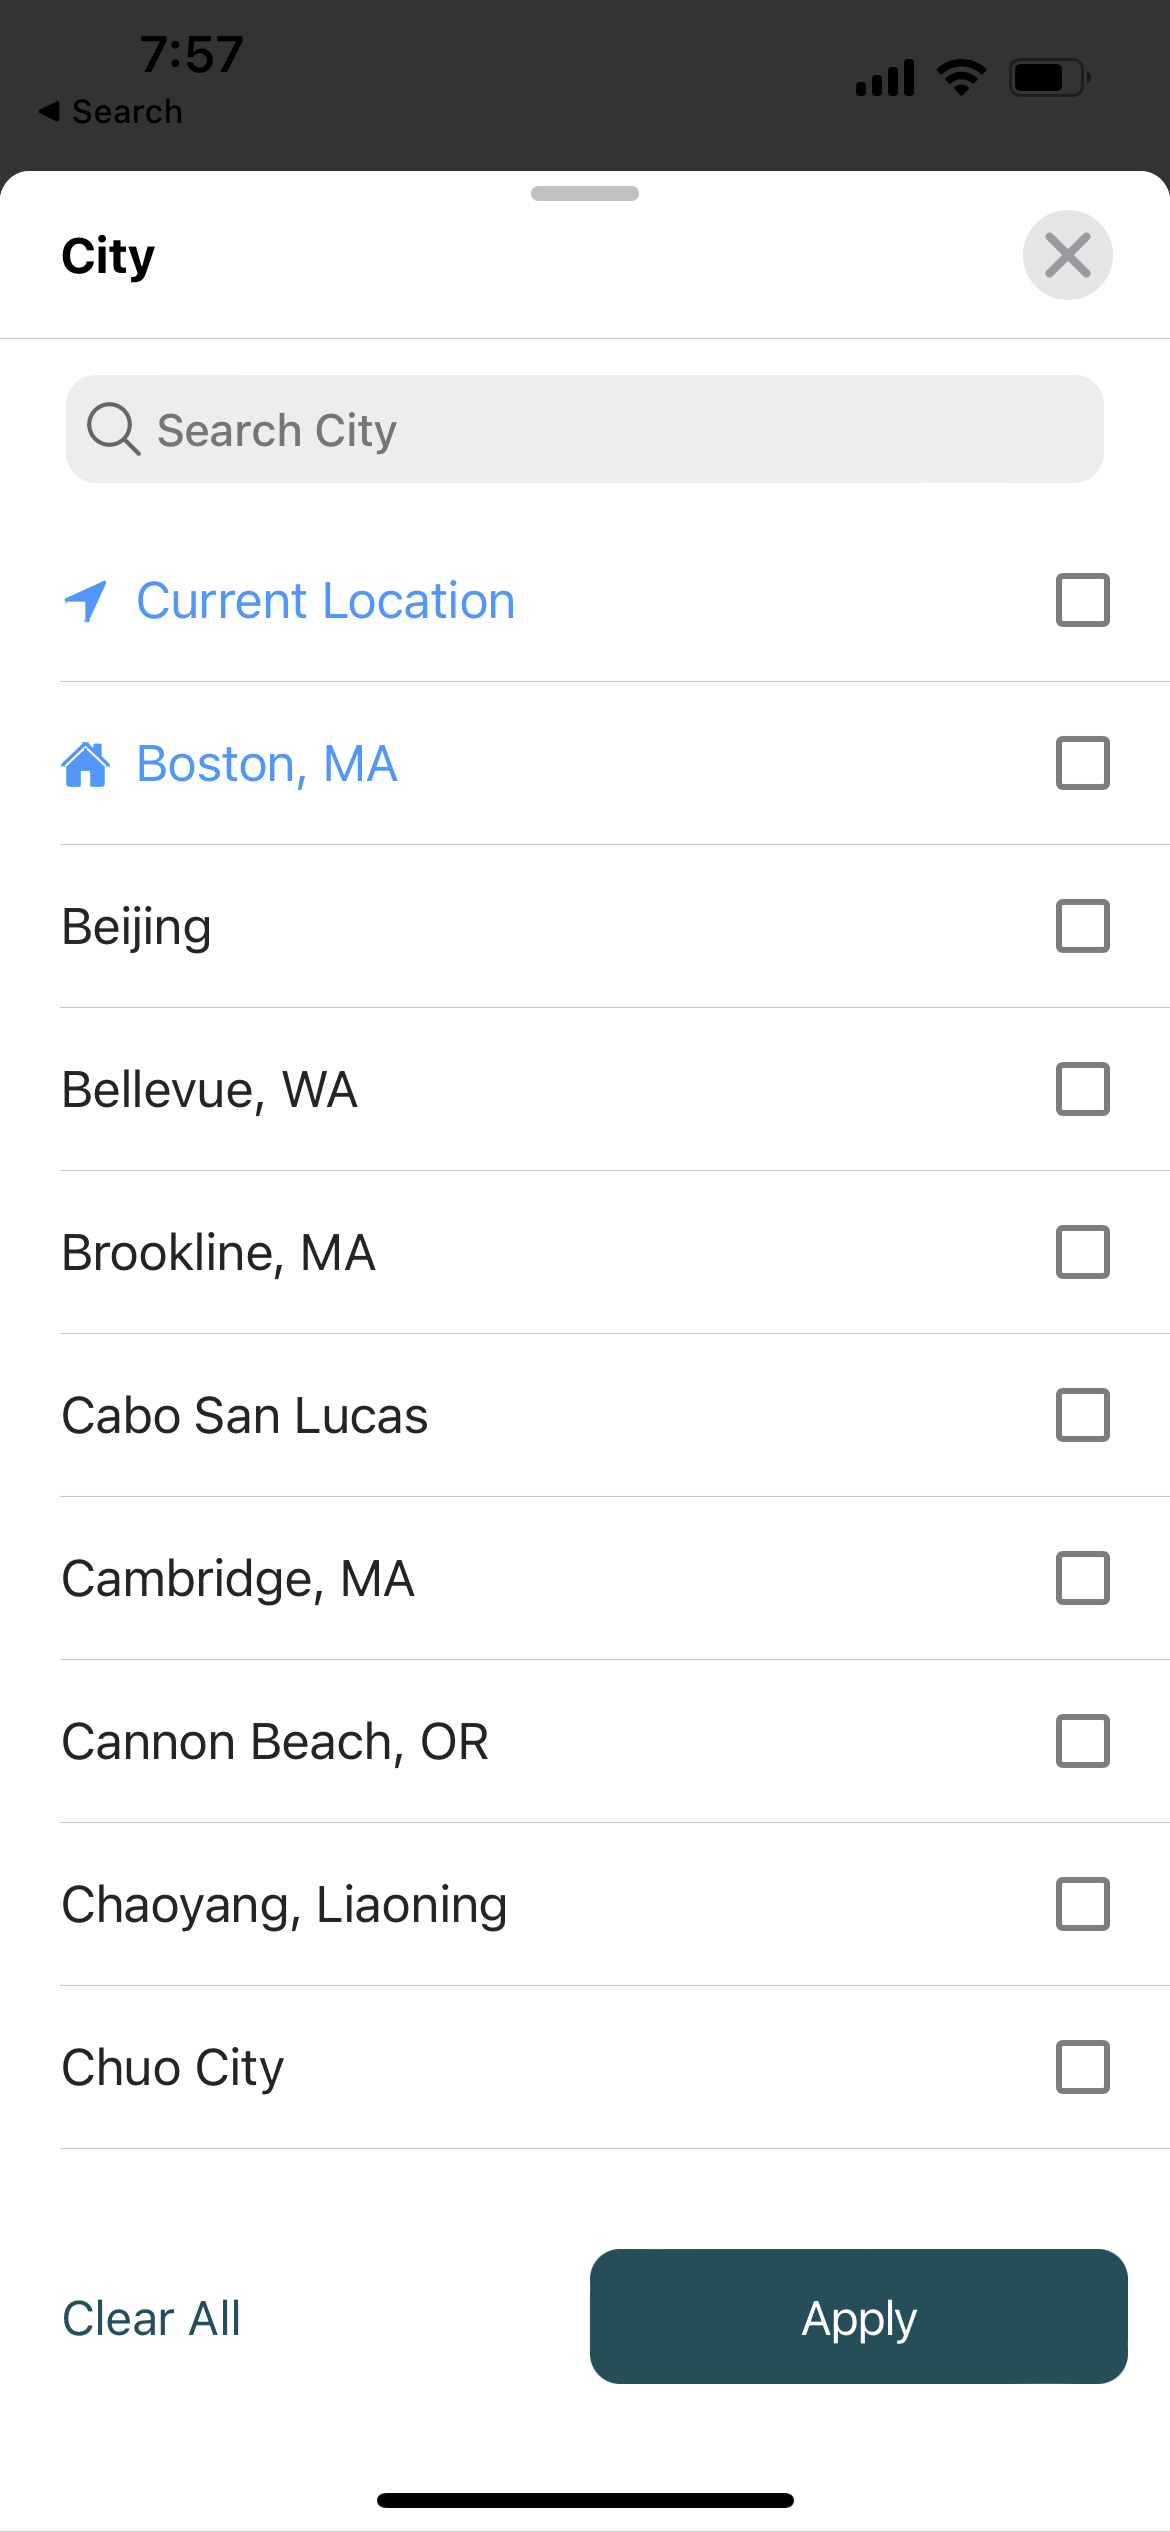 7:57
Search
City
Search City
Current Location
Boston, MA
Beijing
Bellevue, WA
Brookline, MA
Cabo San Lucas
Cambridge, MA
Cannon Beach, OR
Chaoyang, Liaoning
Chuo City
Clear All
Apply